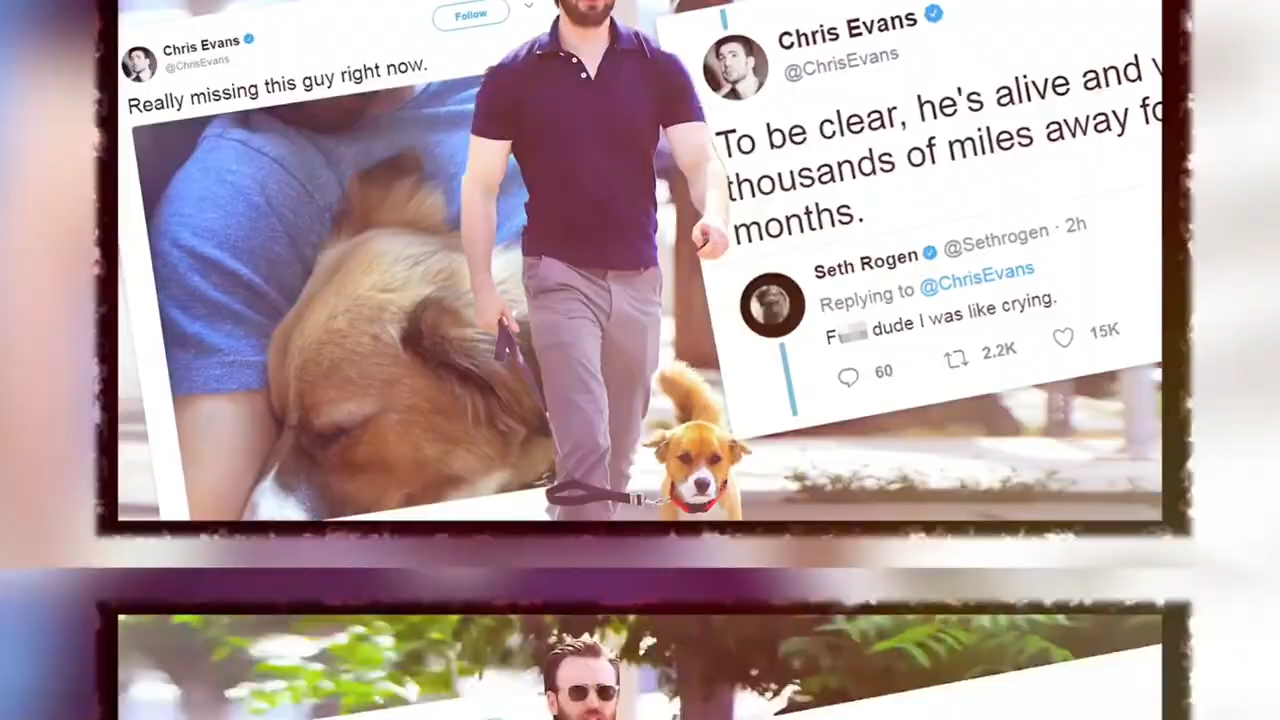 Follow
Chris Evans
@ChrisEvans
Really missing this guy right now.
Chris Evans
@ChrisEvans
To be clear, he's alive and
thousands of miles away
months.
Seth Rogen @Sethrogen · 2h
Replying to @ChrisEvans
F dude I was like crying.
60 2.2K 15K